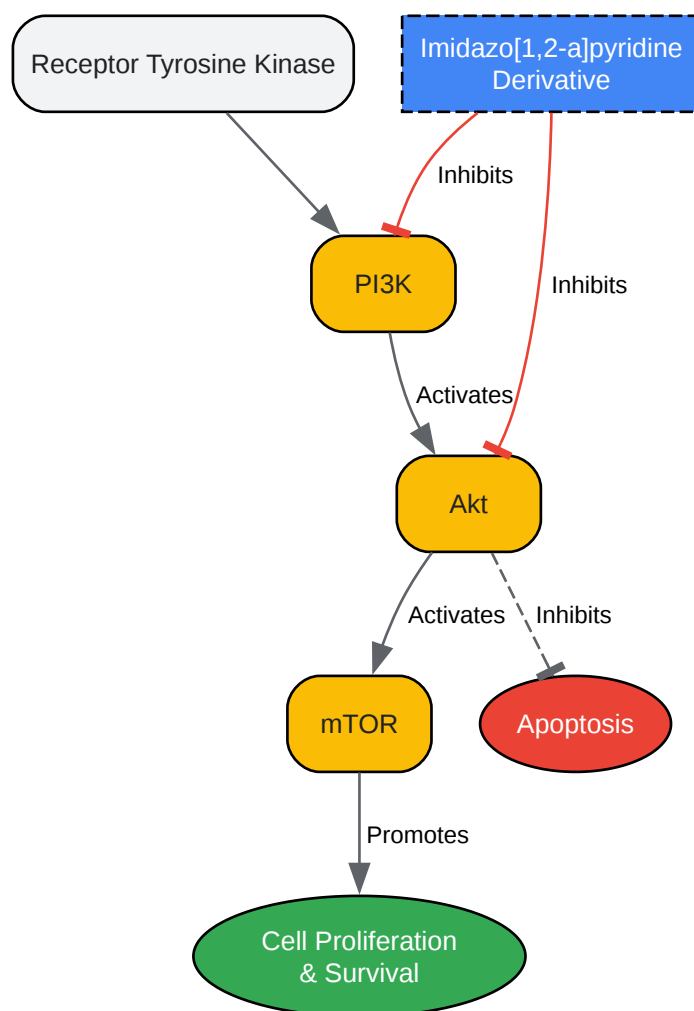 Receptor Tyrosine Kinase
Imidazo[1,2-a]pyridine
Derivative
Inhibits
PI3K
Inhibits
Activates
Akt
Activates
Inhibits
mTOR
Apoptosis
Promotes
Cell Proliferation
& Survival